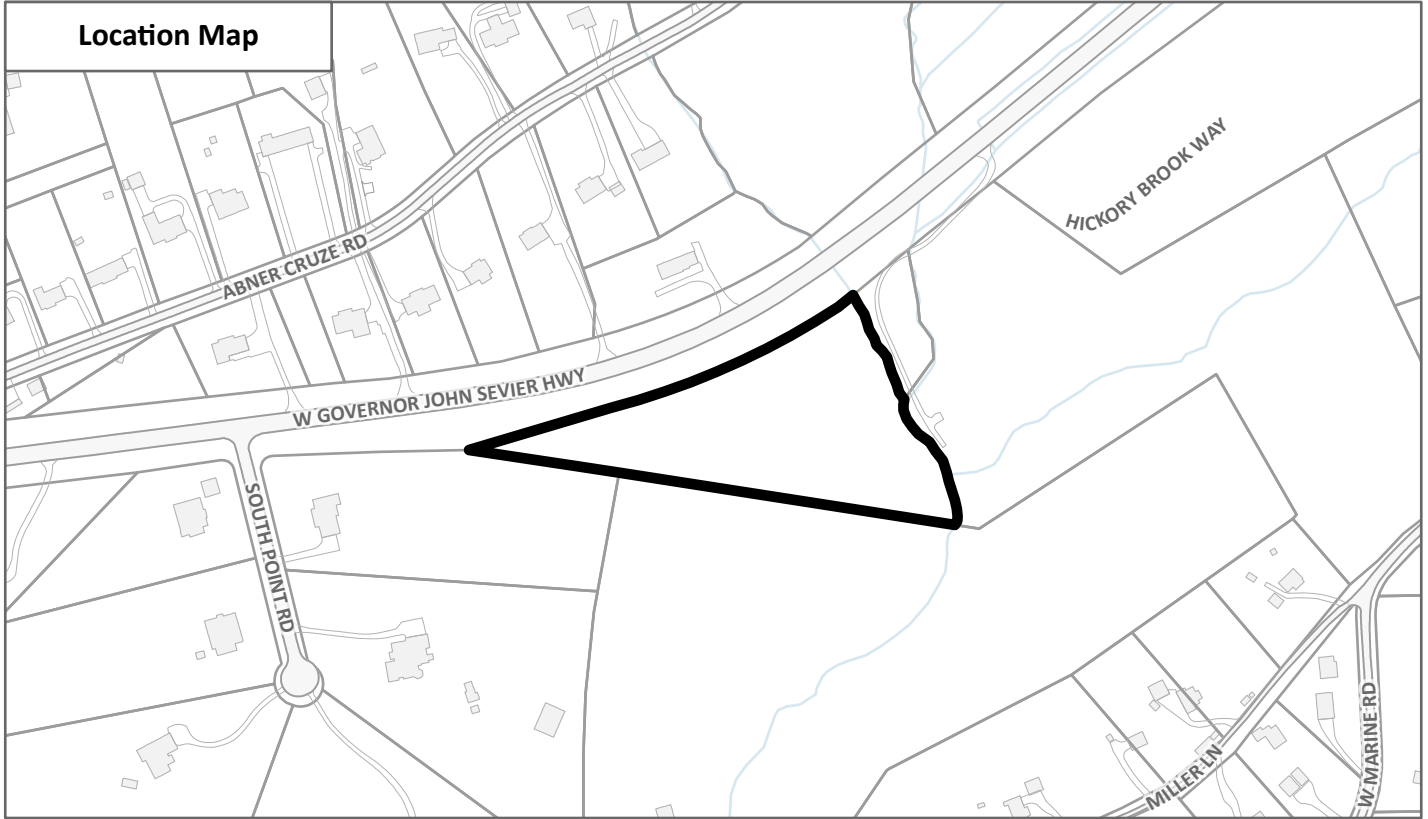 Location Map
HICKORY BROOK WAY
ABNER CRUZE RD
W GOVERNOR JOHN SEVIER HWY
SOUTH POINT RD
MILLER LN
W MARINE RD